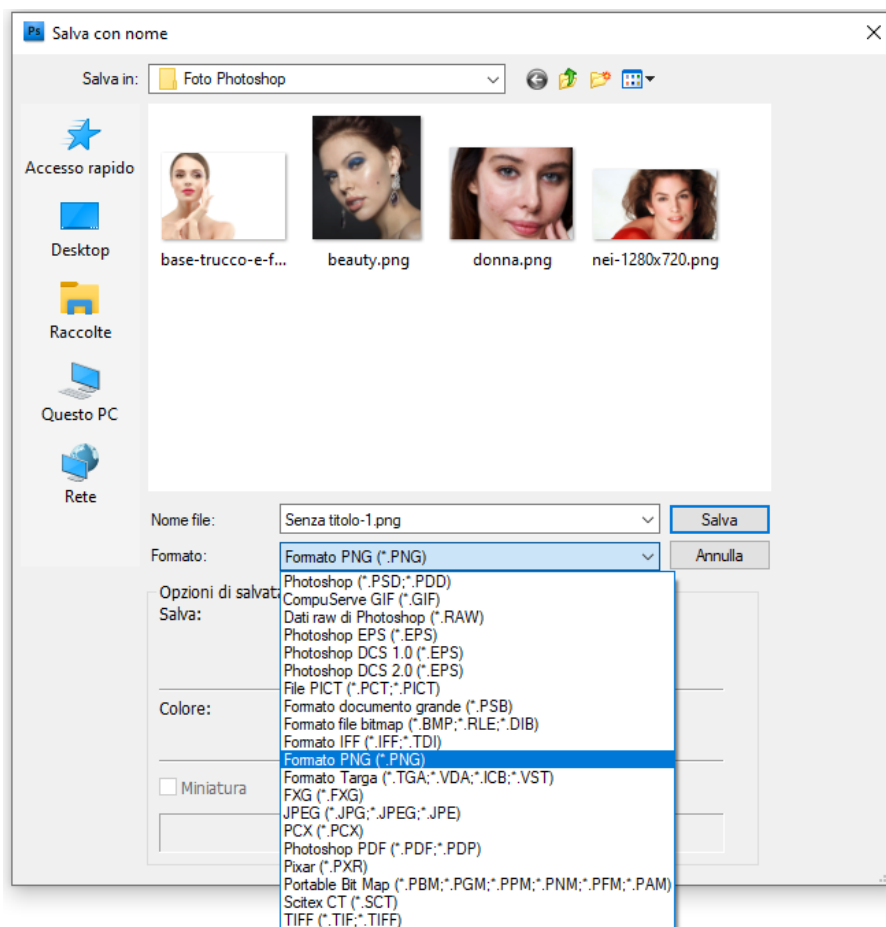 Ps Salva con nome
Salva in: Foto Photoshop
Accesso rapido
Desktop
Raccolte
Questo PC
Rete
base-trucco-e-f... beauty.png donna.png nei-1280x720.png
Nome file: Senza titolo-1.png Salva
Formato: Formato PNG (*.PNG) Annulla
Opzioni di salvat
Salva:
Colore:
Miniatura
Photoshop (*.PSD;*.PDD)
CompuServe GIF (*.GIF)
Dati raw di Photoshop (*.RAW)
Photoshop EPS (*.EPS)
Photoshop DCS 1.0 (*.EPS)
Photoshop DCS 2.0 (*.EPS)
File PICT (*.PCT;*.PICT)
Formato documento grande (*.PSB)
Formato file bitmap (*.BMP;*.RLE;*.DIB)
Formato IFF (*.IFF;*.TDI)
Formato PNG (*.PNG)
Formato Targa (*.TGA;*.VDA;*.ICB;*.VST)
FXG (*.FXG)
JPEG (*.JPG;*.JPEG;*.JPE)
PCX (*.PCX)
Photoshop PDF (*.PDF;*.PDP)
Pixar (*.PXR)
Portable Bit Map (*.PBM;*.PGM;*.PPM;*.PNM;*.PFM;*.PAM)
Scitex CT (*.SCT)
TIFF (*.TIF;*.TIFF)